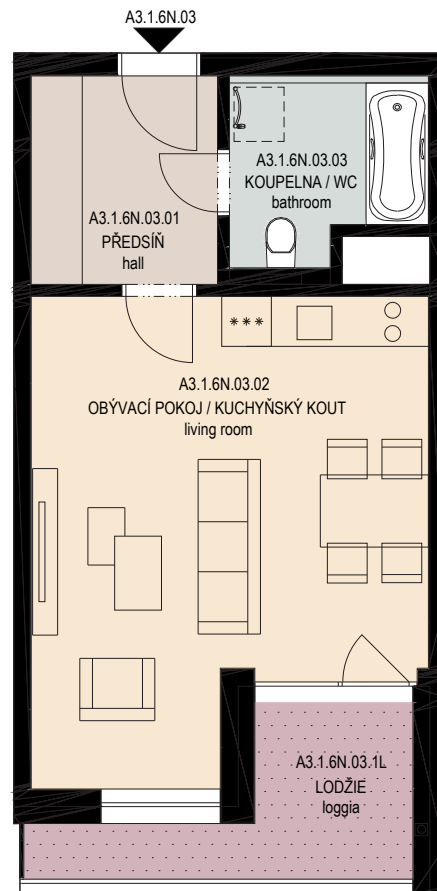 A3.1.6N.03
A3.1.6N.03.03
KOUPELNA / WC
bathroom
A3.1.6N.03.01
PŘEDSÍŇ
hall
***
A3.1.6N.03.02
OBÝVACÍ POKOJ / KUCHYŇSKÝ KOUT
living room
A3.1.6N.03.1L
LODŽIE
loggia